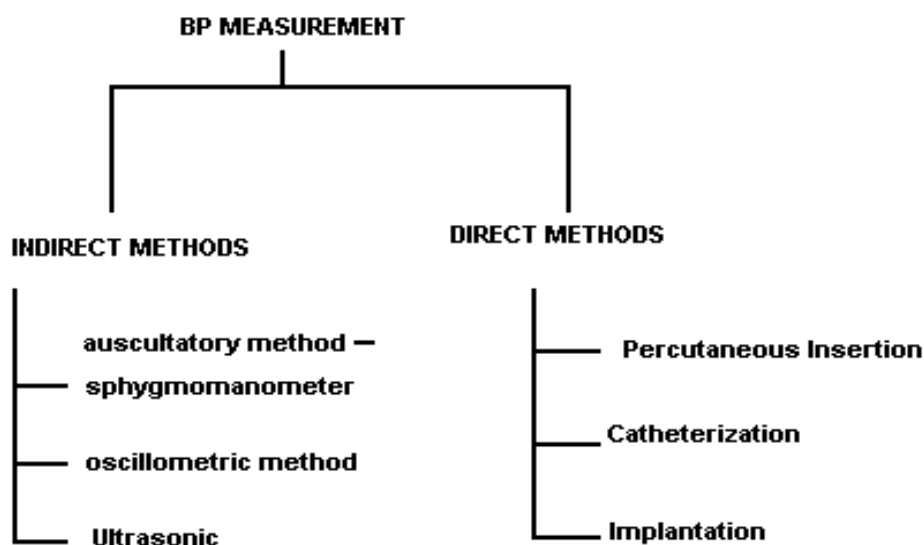 BP MEASUREMENT
INDIRECT METHODS
auscultatory method –
sphygmomanometer
oscillometric method
Ultrasonic
DIRECT METHODS
Percutaneous Insertion
Catheterization
Implantation